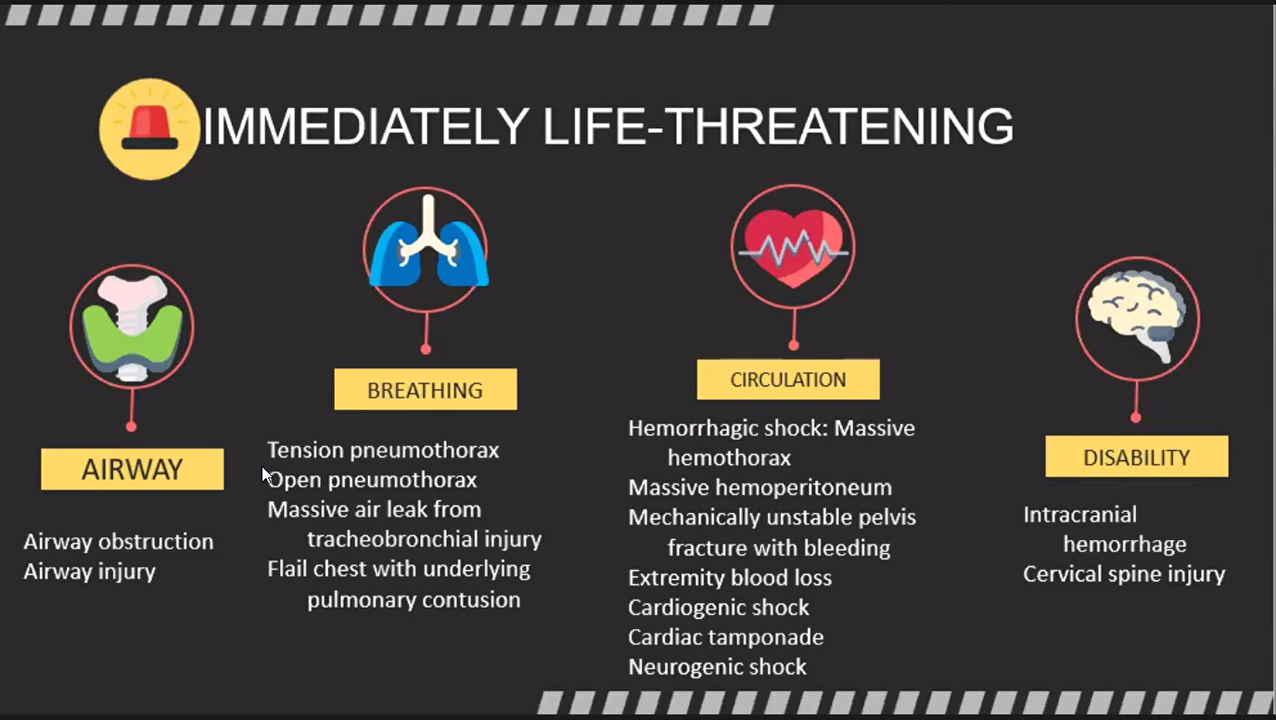 IMMEDIATELY LIFE-THREATENING
AIRWAY
Airway obstruction
Airway injury
BREATHING
Tension pneumothorax
Open pneumothorax
Massive air leak from
tracheobronchial injury
Flail chest with underlying
pulmonary contusion
CIRCULATION
Hemorrhagic shock: Massive
hemothorax
Massive hemoperitoneum
Mechanically unstable pelvis
fracture with bleeding
Extremity blood loss
Cardiogenic shock
Cardiac tamponade
Neurogenic shock
DISABILITY
Intracranial
hemorrhage
Cervical spine injury